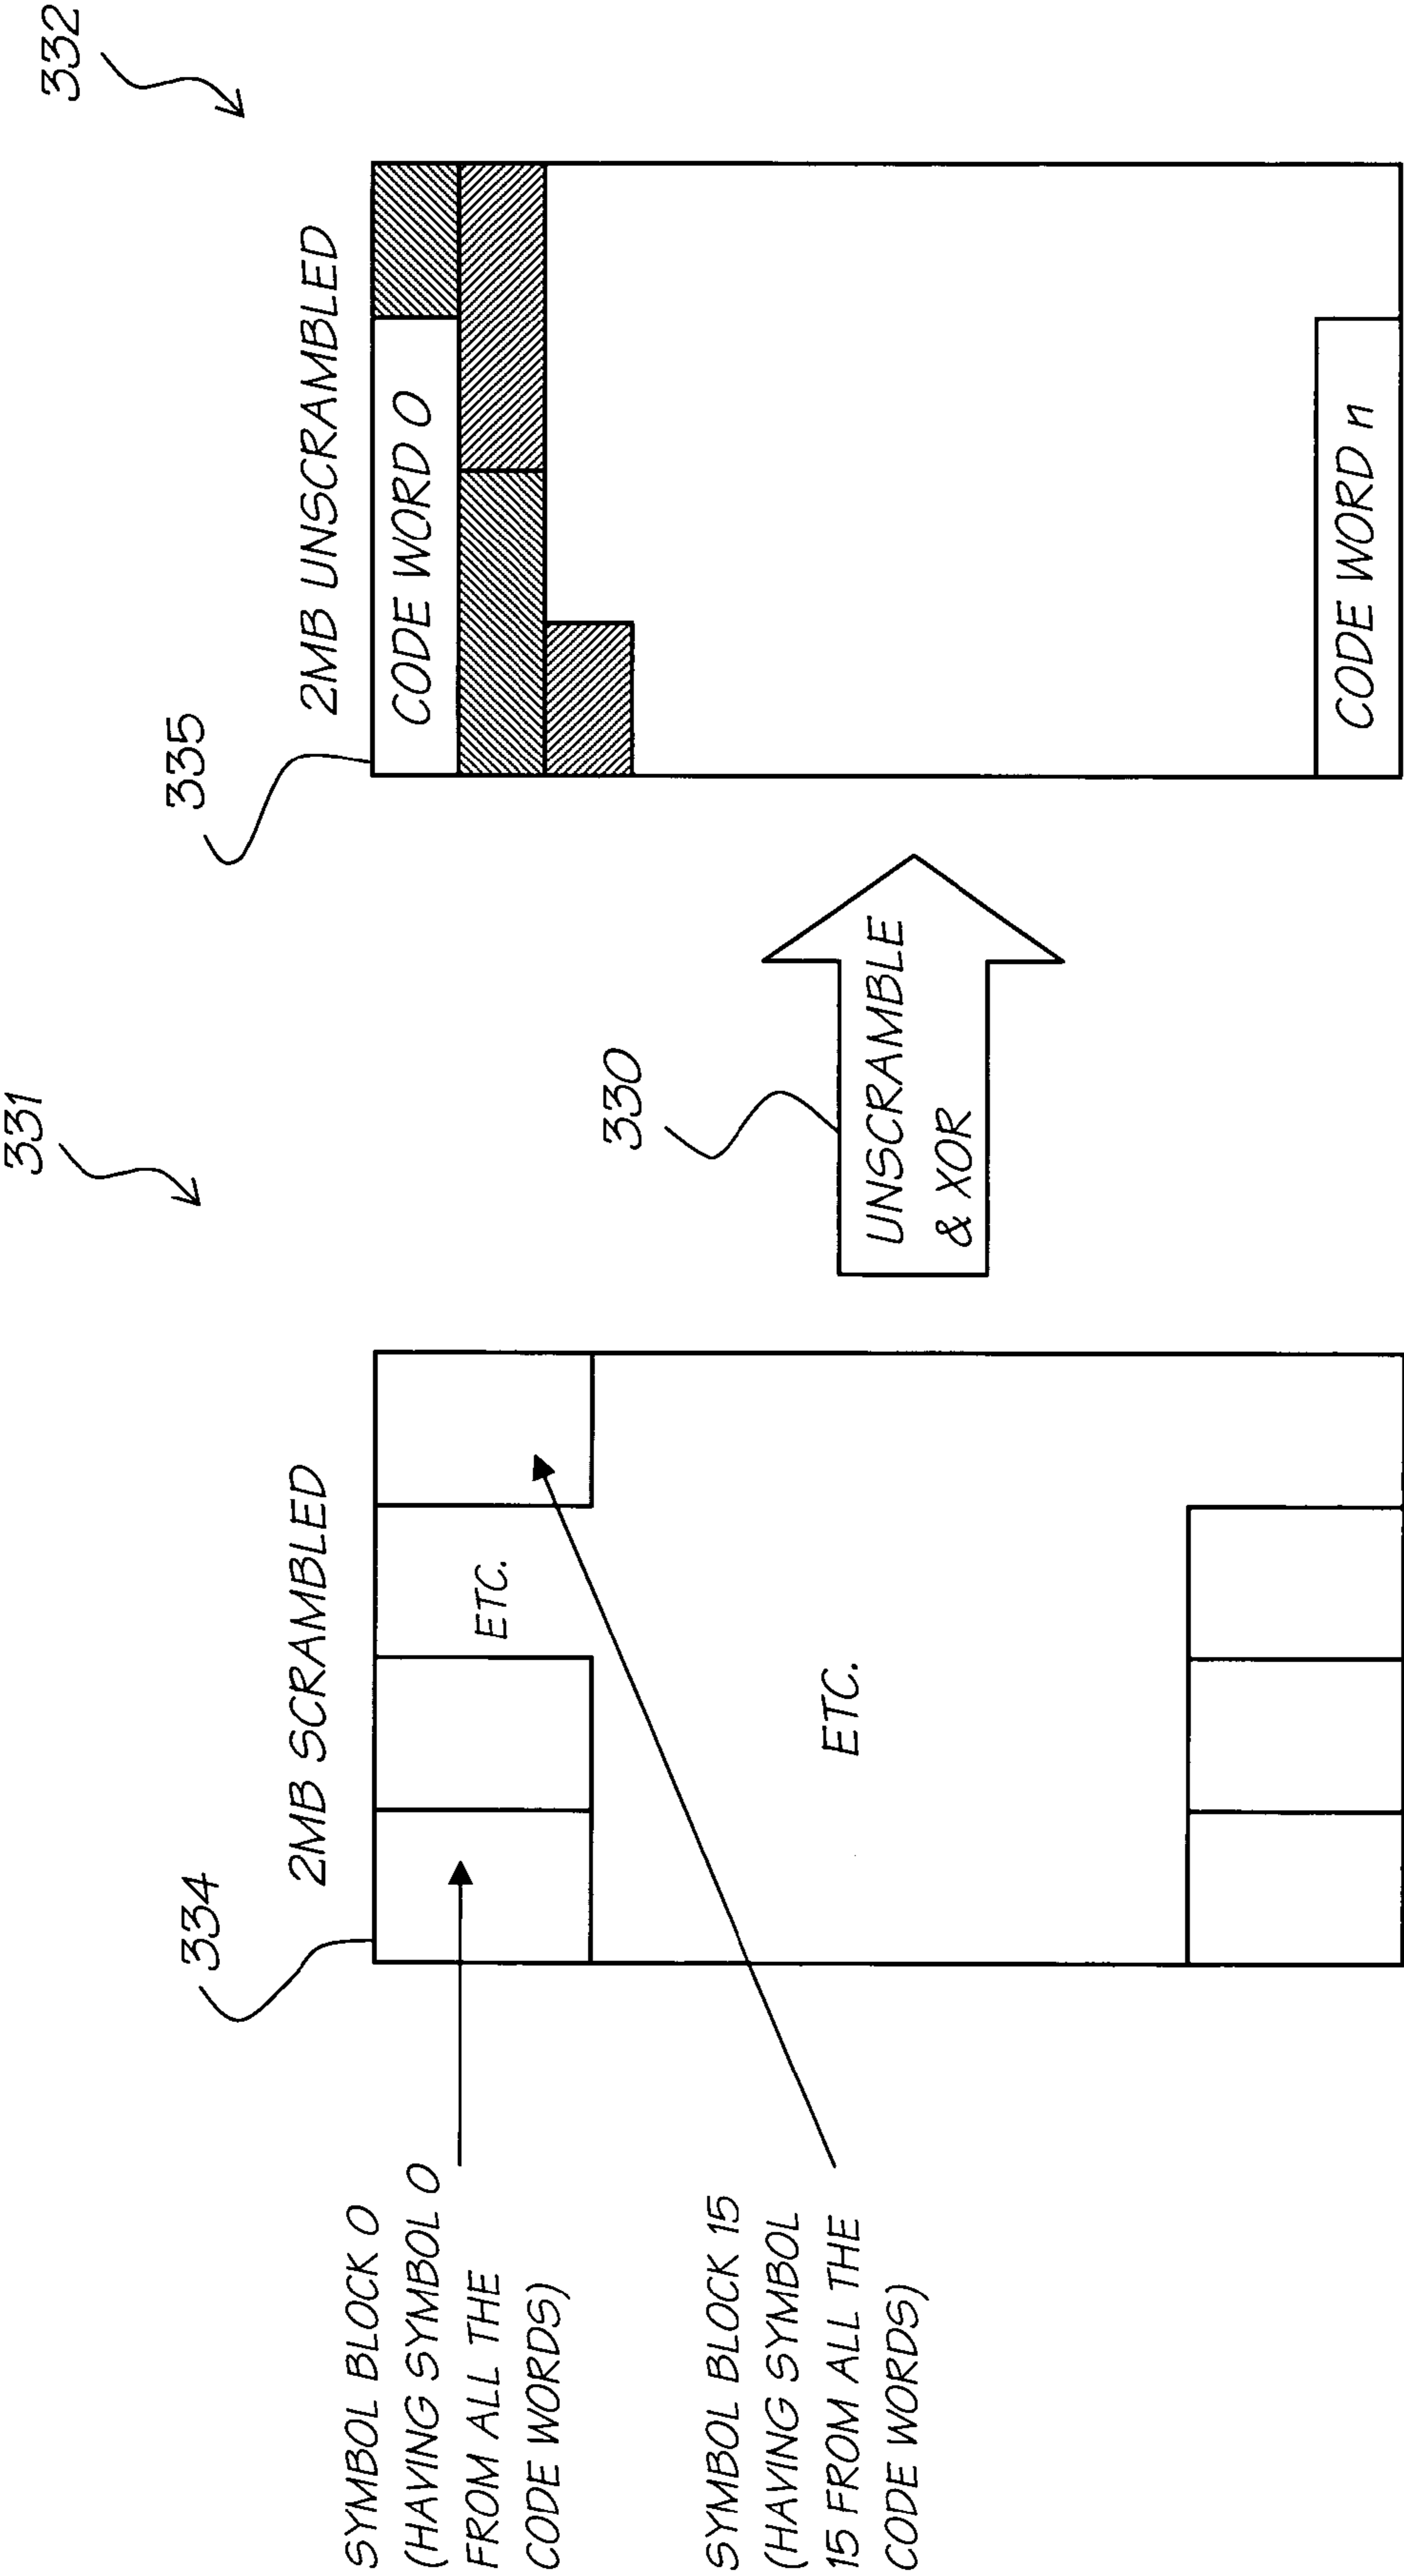 331
332
334
2MB SCRAMBLED
335
2MB UNSCRAMBLED
SYMBOL BLOCK 0
(HAVING SYMBOL 0
FROM ALL THE
CODE WORDS)
ETC.
CODE WORD 0
330
SYMBOL BLOCK 15
(HAVING SYMBOL
15 FROM ALL THE
CODE WORDS)
ETC.
UNSCRAMBLE
& XOR
CODE WORD n